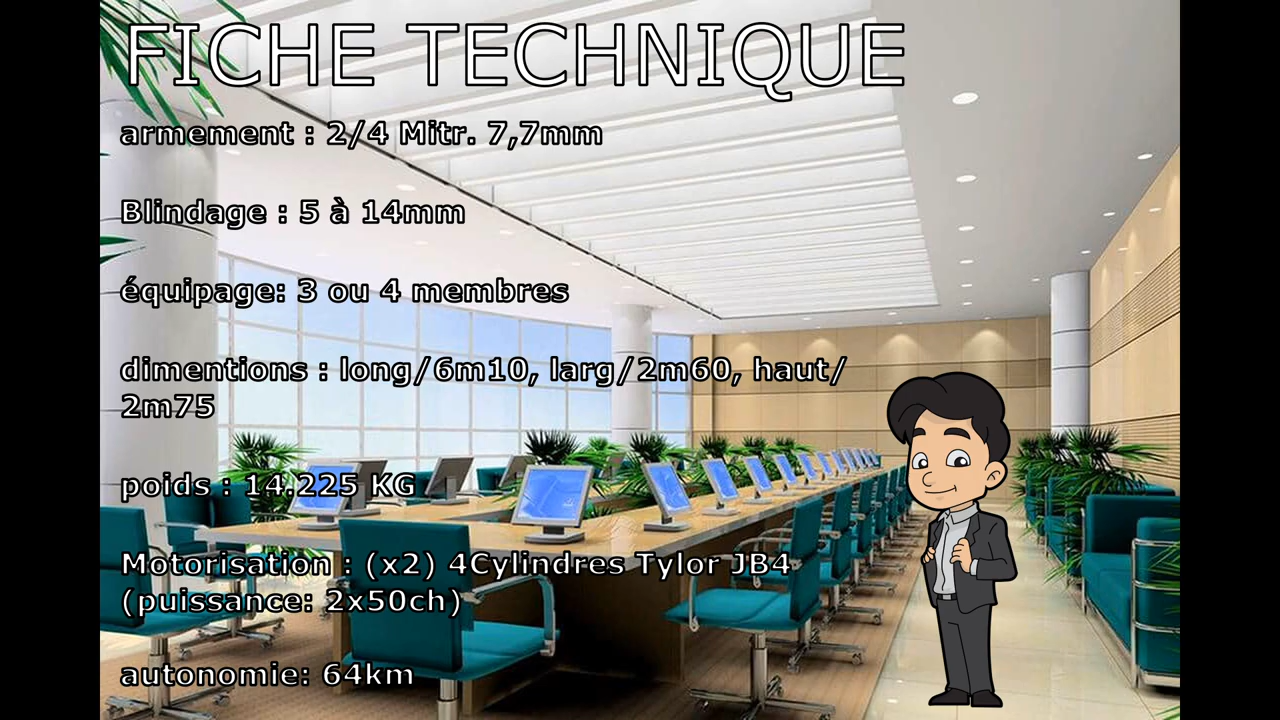 FICHE TECHNIQUE
armement : 2/4 Mitr. 7,7mm
Blindage : 5 à 14mm
équipage: 3 ou 4 membres
dimentions : long/6m10, larg/2m60, haut/
2m75
poids : 14.225 KG
Motorisation : (x2) 4Cylindres Tylor JB4
(puissance: 2x50ch)
autonomie: 64km